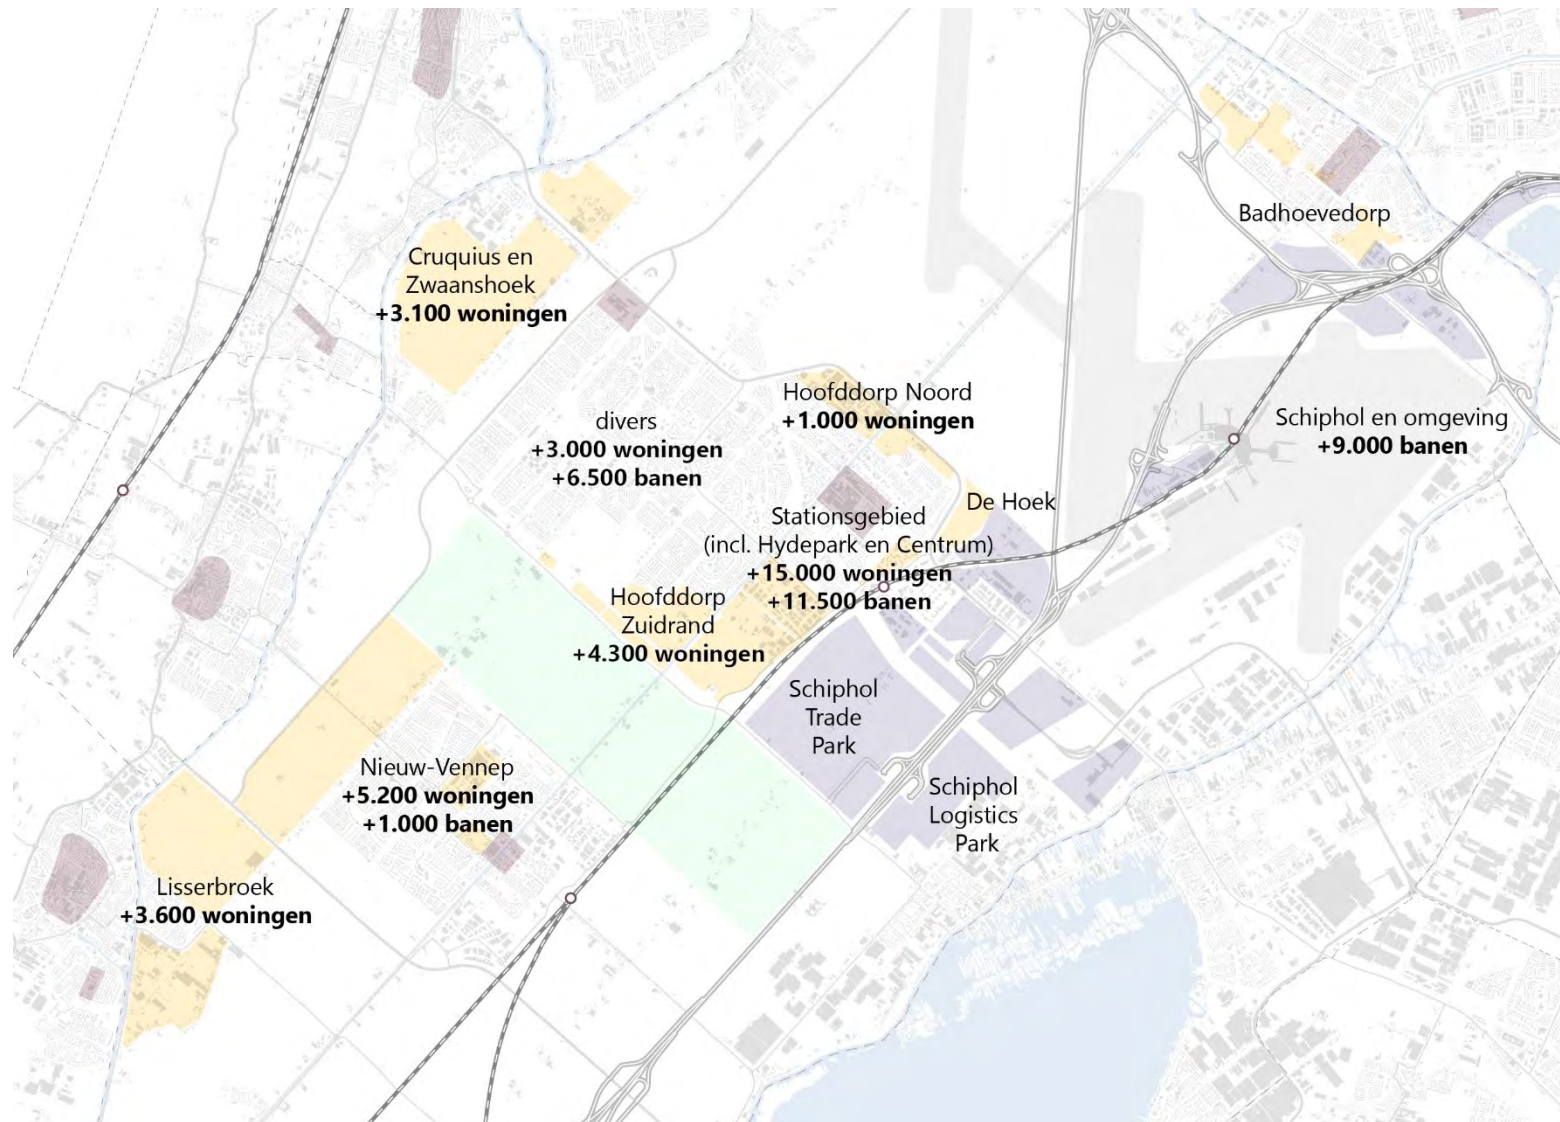 Badhoevedorp
Cruquius en
Zwaanshoek
+3.100 woningen
Hoofddorp Noord
+1.000 woningen
divers
+3.000 woningen
+6.500 banen
Schiphol en omgeving
+9.000 banen
De Hoek
Stationsgebied
(incl. Hydepark en Centrum)
+15.000 woningen
+11.500 banen
Hoofddorp
Zuidrand
+4.300 woningen
Schiphol
Trade
Park
Nieuw-Vennep
+5.200 woningen
+1.000 banen
Schiphol
Logistics
Park
Lisserbroek
+3.600 woningen